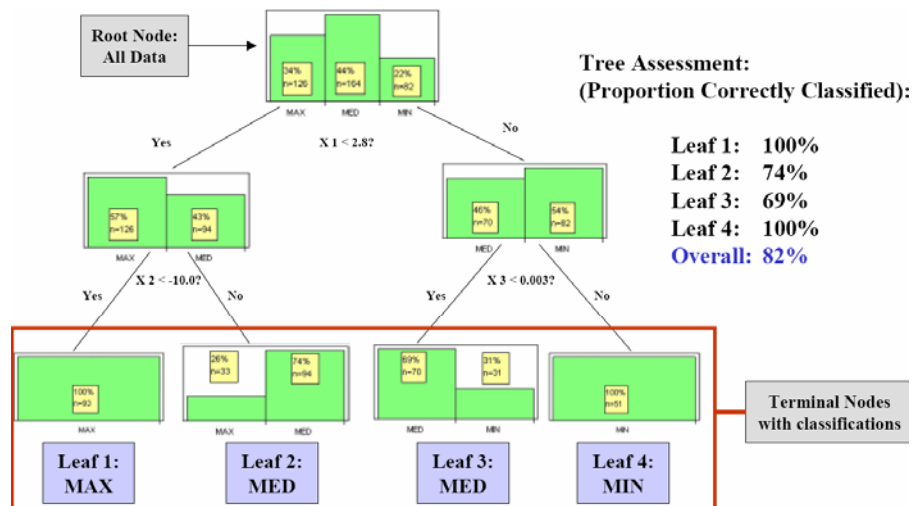 Root Node:
All Data
34%
n=126
44%
n=164
22%
n=82
MAX
MED
MIN
Tree Assessment:
(Proportion Correctly Classified):
Leaf 1: 100%
Leaf 2: 74%
Leaf 3: 69%
Leaf 4: 100%
Overall: 82%
Yes
X 1 < 2.8?
No
57%
n=126
43%
n=94
MAX
MED
46%
n=70
54%
n=82
MED
MIN
Yes
X 2 < -10.0?
No
Yes
X 3 < 0.003?
No
100%
n=93
MAX
26%
n=33
74%
n=94
MAX
MED
69%
n=70
31%
n=31
MED
MIN
100%
n=51
MIN
Terminal Nodes
with classifications
Leaf 1:
MAX
Leaf 2:
MED
Leaf 3:
MED
Leaf 4:
MIN